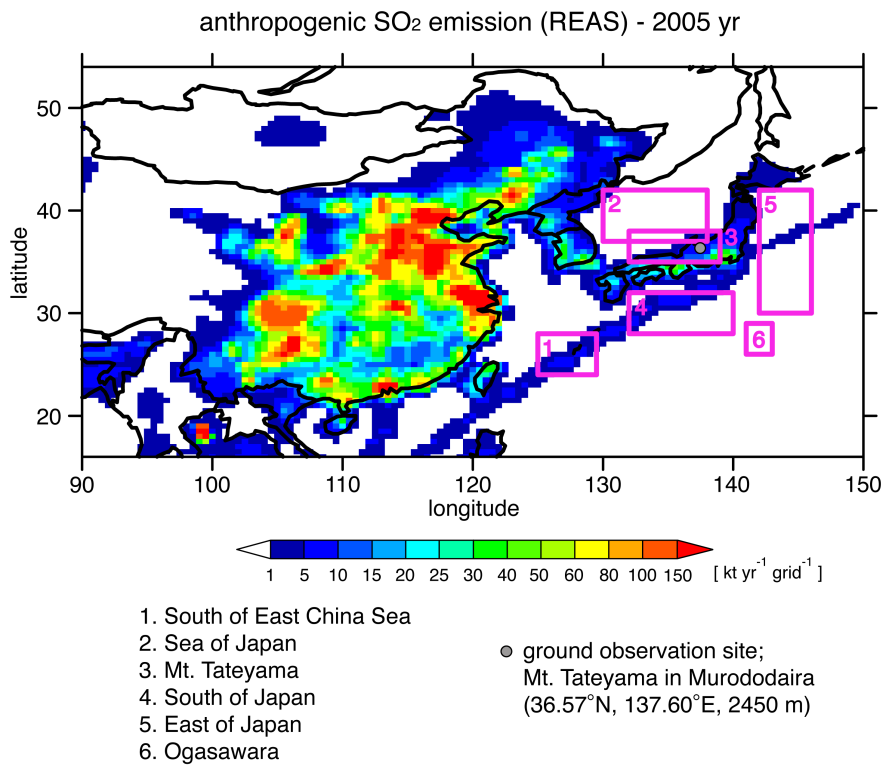 anthropogenic SO₂ emission (REAS) - 2005 yr
50
40
30
20
latitude
2
5
3
4
1
6
90
100
110
120
130
140
150
longitude
1 5 10 15 20 25 30 40 50 60 80 100 150 [ kt yr⁻¹ grid⁻¹ ]
1. South of East China Sea
2. Sea of Japan
3. Mt. Tateyama
4. South of Japan
5. East of Japan
6. Ogasawara
ground observation site;
Mt. Tateyama in Murododaira
(36.57°N, 137.60°E, 2450 m)